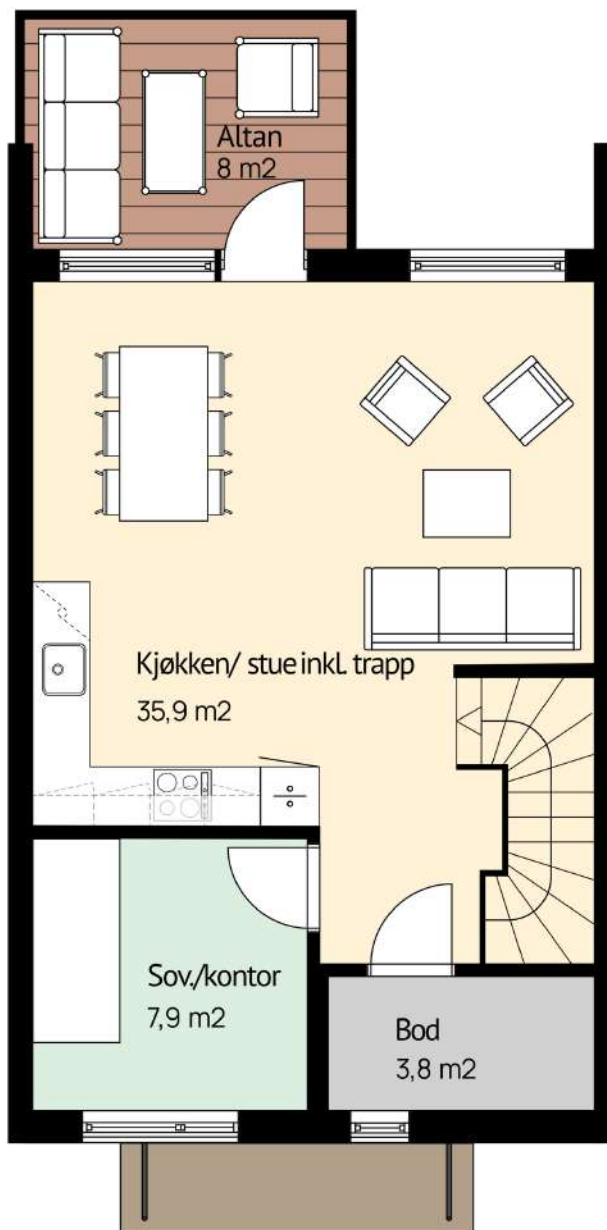 Altan
8 m2
Kjøkken/ stue inkl. trapp
35,9 m2
Sov./kontor
7,9 m2
Bod
3,8 m2